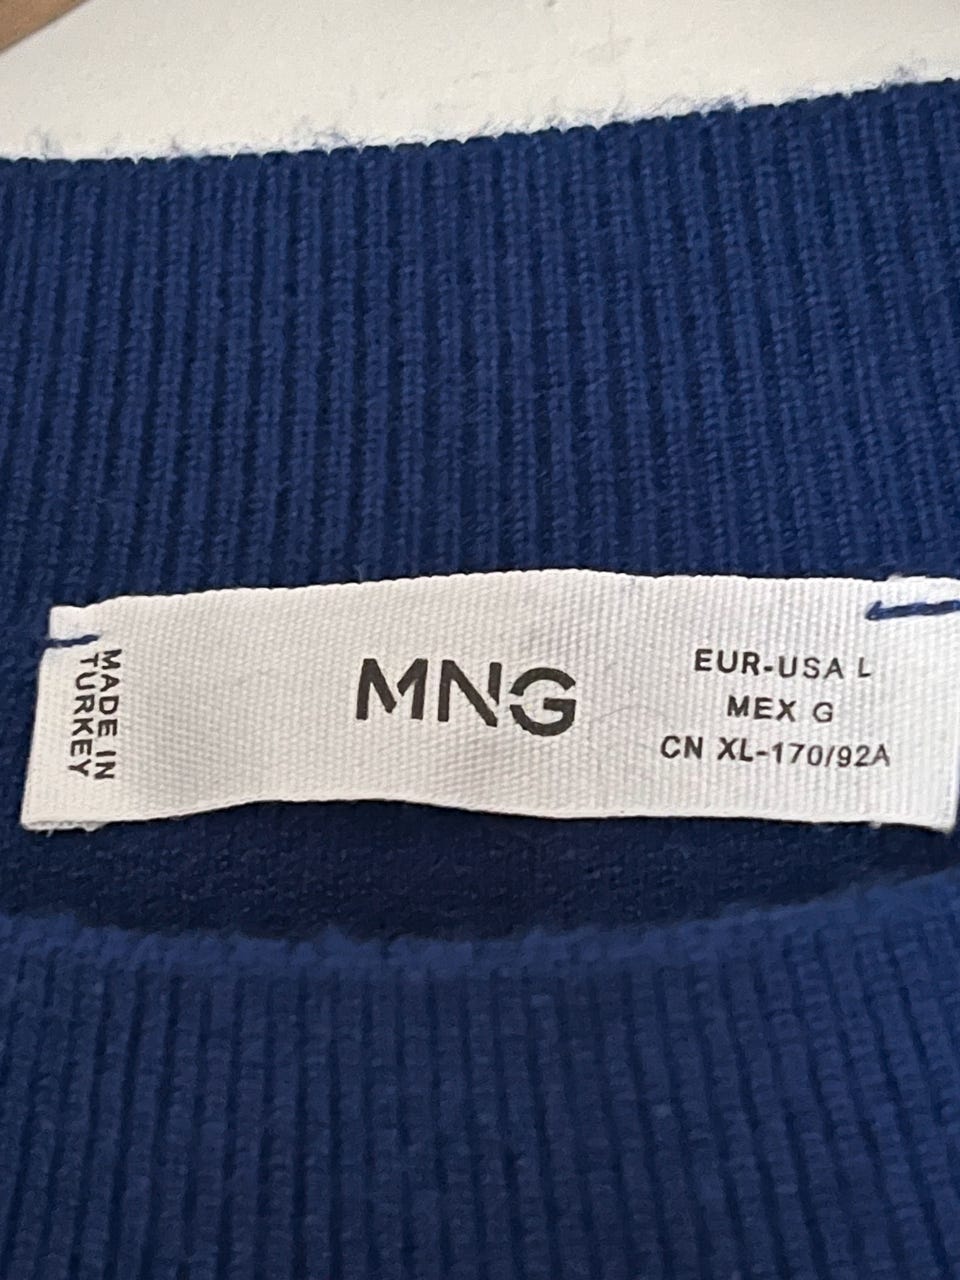 MADE IN
TURKEY
MNG
EUR-USA L
MEX G
CN XL-170/92A